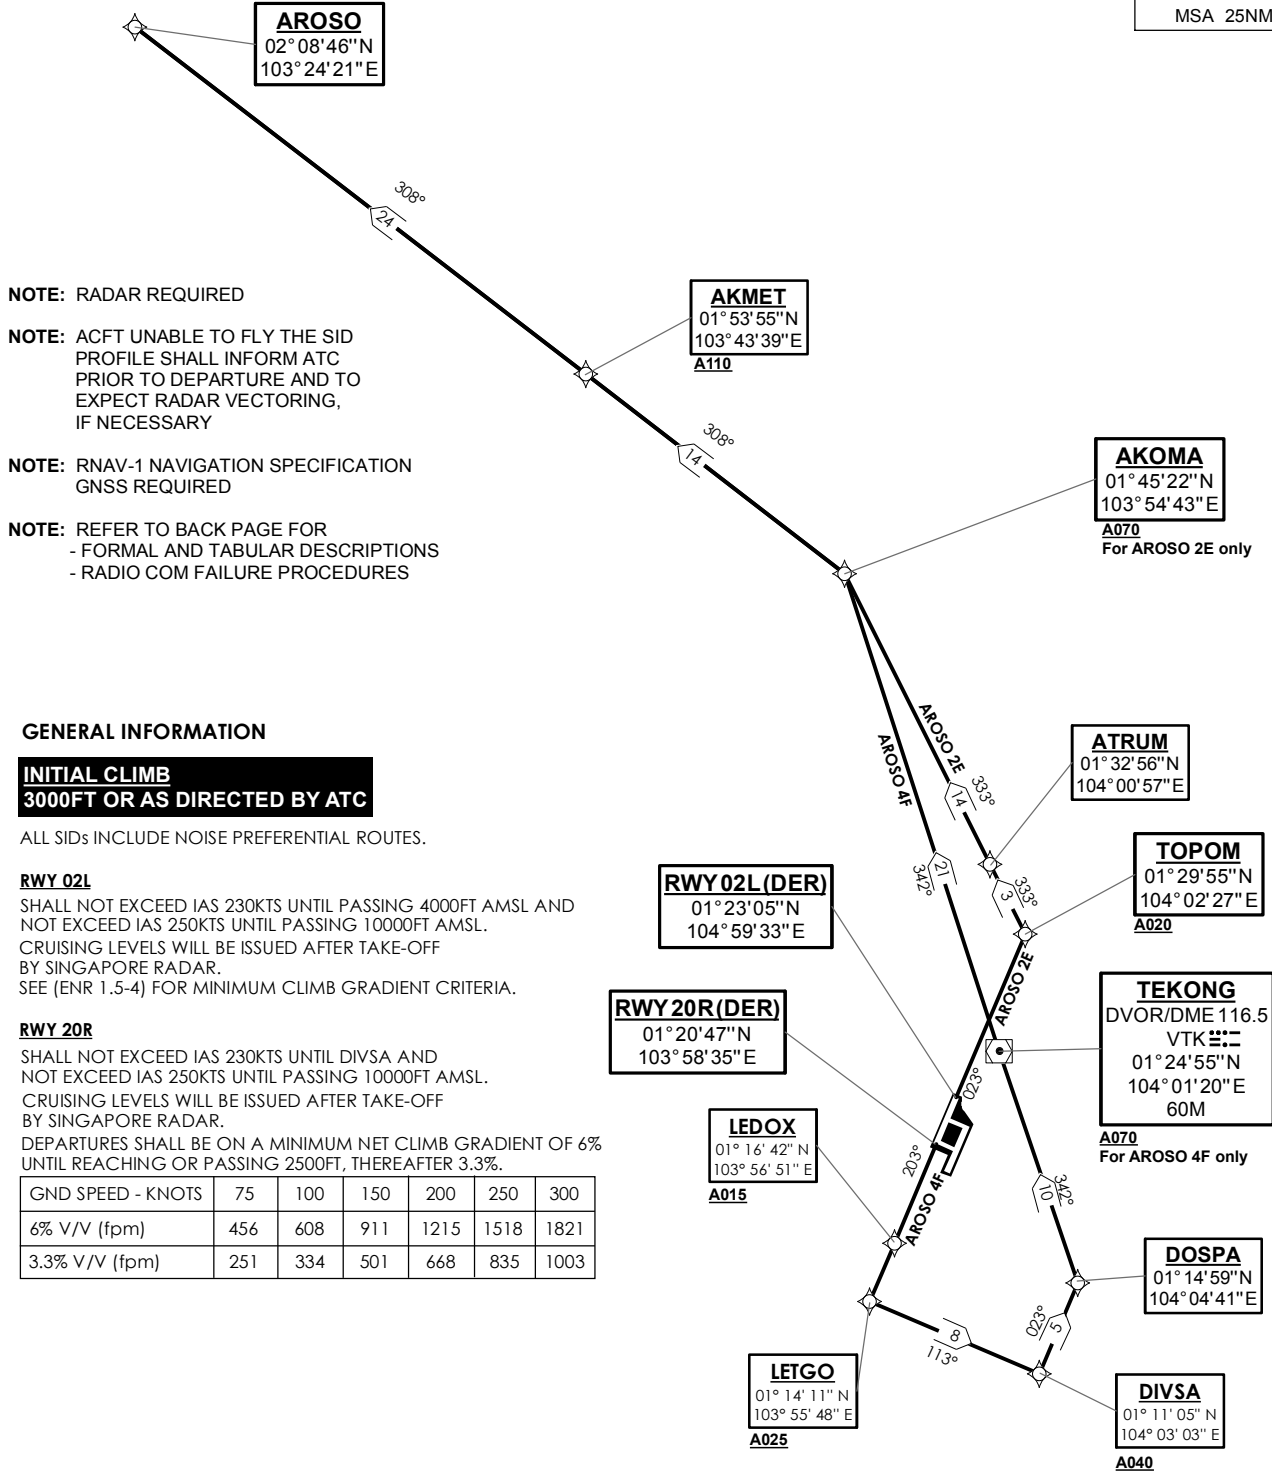 MSA 25NM
AROSO
02°08'46"N
103°24'21"E
308°
24
NOTE: RADAR REQUIRED
NOTE: ACFT UNABLE TO FLY THE SID
PROFILE SHALL INFORM ATC
PRIOR TO DEPARTURE AND TO
EXPECT RADAR VECTORING,
IF NECESSARY
NOTE: RNAV-1 NAVIGATION SPECIFICATION
GNSS REQUIRED
NOTE: REFER TO BACK PAGE FOR
- FORMAL AND TABULAR DESCRIPTIONS
- RADIO COM FAILURE PROCEDURES
AKMET
01°53'55"N
103°43'39"E
A110
308°
14
AKOMA
01°45'22"N
103°54'43"E
A070
For AROSO 2E only
AROSO 2E
AROSO 4F
333°
14
21
342°
333°
3
ATRUM
01°32'56"N
104°00'57"E
TOPOM
01°29'55"N
104°02'27"E
A020
GENERAL INFORMATION
INITIAL CLIMB
3000FT OR AS DIRECTED BY ATC
ALL SIDs INCLUDE NOISE PREFERENTIAL ROUTES.
RWY 02L
SHALL NOT EXCEED IAS 230KTS UNTIL PASSING 4000FT AMSL AND
NOT EXCEED IAS 250KTS UNTIL PASSING 10000FT AMSL.
CRUISING LEVELS WILL BE ISSUED AFTER TAKE-OFF
BY SINGAPORE RADAR.
SEE (ENR 1.5-4) FOR MINIMUM CLIMB GRADIENT CRITERIA.
RWY 20R
SHALL NOT EXCEED IAS 230KTS UNTIL DIVSA AND
NOT EXCEED IAS 250KTS UNTIL PASSING 10000FT AMSL.
CRUISING LEVELS WILL BE ISSUED AFTER TAKE-OFF
BY SINGAPORE RADAR.
DEPARTURES SHALL BE ON A MINIMUM NET CLIMB GRADIENT OF 6%
UNTIL REACHING OR PASSING 2500FT, THEREAFTER 3.3%.
GND SPEED - KNOTS 75 100 150 200 250 300
6% V/V (fpm) 456 608 911 1215 1518 1821
3.3% V/V (fpm) 251 334 501 668 835 1003
RWY 02L(DER)
01°23'05"N
104°59'33"E
RWY 20R(DER)
01°20'47"N
103°58'35"E
AROSO 2E
023°
TEKONG
DVOR/DME 116.5
VTK
01°24'55"N
104°01'20"E
60M
A070
For AROSO 4F only
LEDOX
01° 16' 42" N
103° 56' 51" E
A015
203°
AROSO 4F
342°
10
DOSPA
01°14'59"N
104°04'41"E
023°
5
8
113°
LETGO
01° 14' 11" N
103° 55' 48" E
A025
DIVSA
01° 11' 05" N
104° 03' 03" E
A040